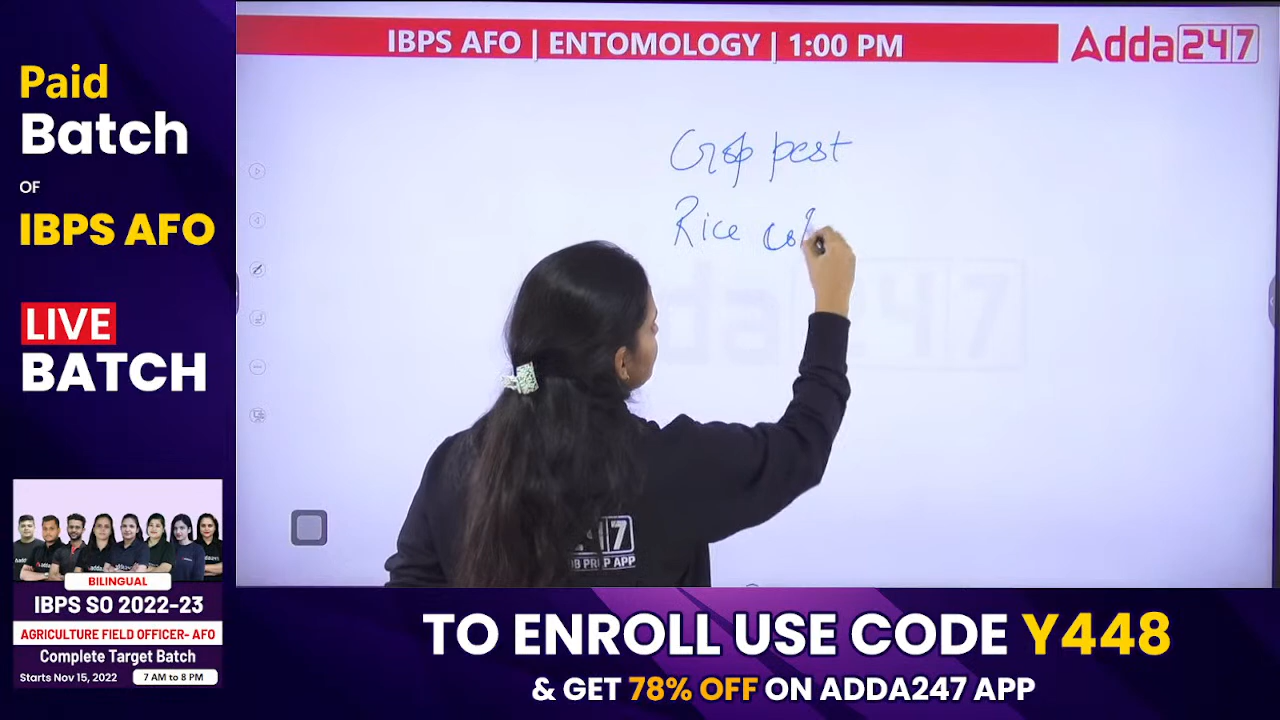 Paid
Batch
OF
IBPS AFO
LIVE
BATCH
BILINGUAL
IBPS SO 2022-23
AGRICULTURE FIELD OFFICER- AFO
Complete Target Batch
Starts Nov 15, 2022 7 AM to 8 PM
IBPS AFO | ENTOMOLOGY | 1:00 PM
Adda247
Crop pest
Rice
247
TO ENROLL USE CODE Y448
& GET 78% OFF ON ADDA247 APP